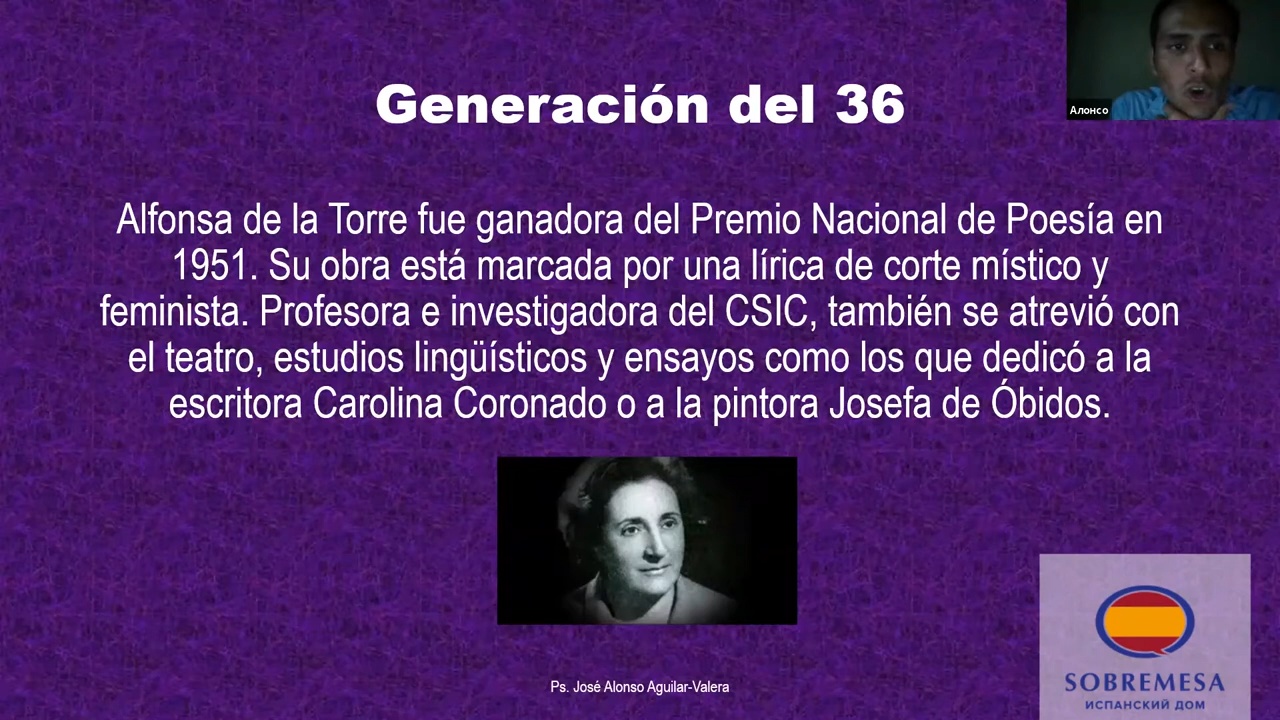 Generación del 36
Алонсо
Alfonsa de la Torre fue ganadora del Premio Nacional de Poesía en
1951. Su obra está marcada por una lírica de corte místico y
feminista. Profesora e investigadora del CSIC, también se atrevió con
el teatro, estudios lingüísticos y ensayos como los que dedicó a la
escritora Carolina Coronado o a la pintora Josefa de Óbidos.
Ps. José Alonso Aguilar-Valera
SOBREMESA
ИСПАНСКИЙ ДОМ